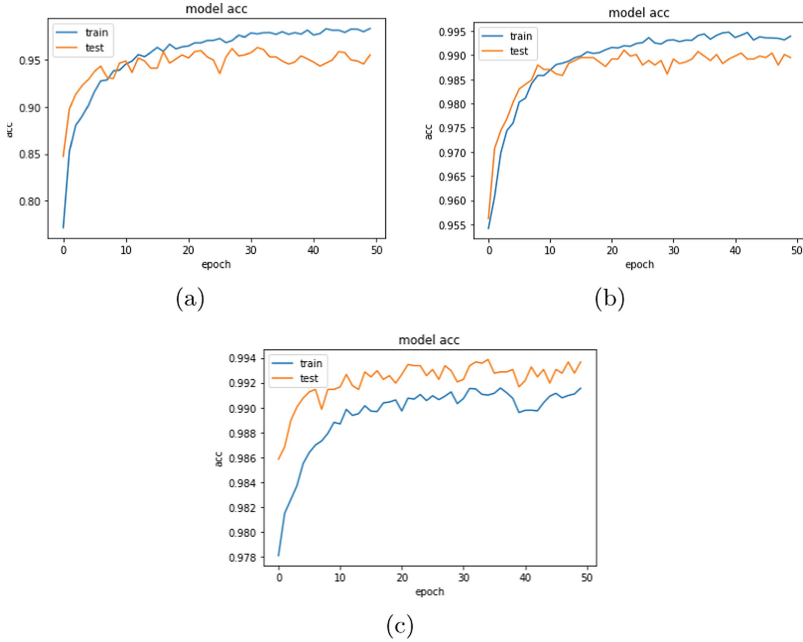 model acc
train
test
0.95
0.90
0.85
0.80
acc
0 10 20 30 40 50
epoch
(a)
model acc
train
test
0.995
0.990
0.985
0.980
0.975
0.970
0.965
0.960
0.955
acc
0 10 20 30 40 50
epoch
(b)
model acc
train
test
0.994
0.992
0.990
0.988
0.986
0.984
0.982
0.980
0.978
acc
0 10 20 30 40 50
epoch
(c)